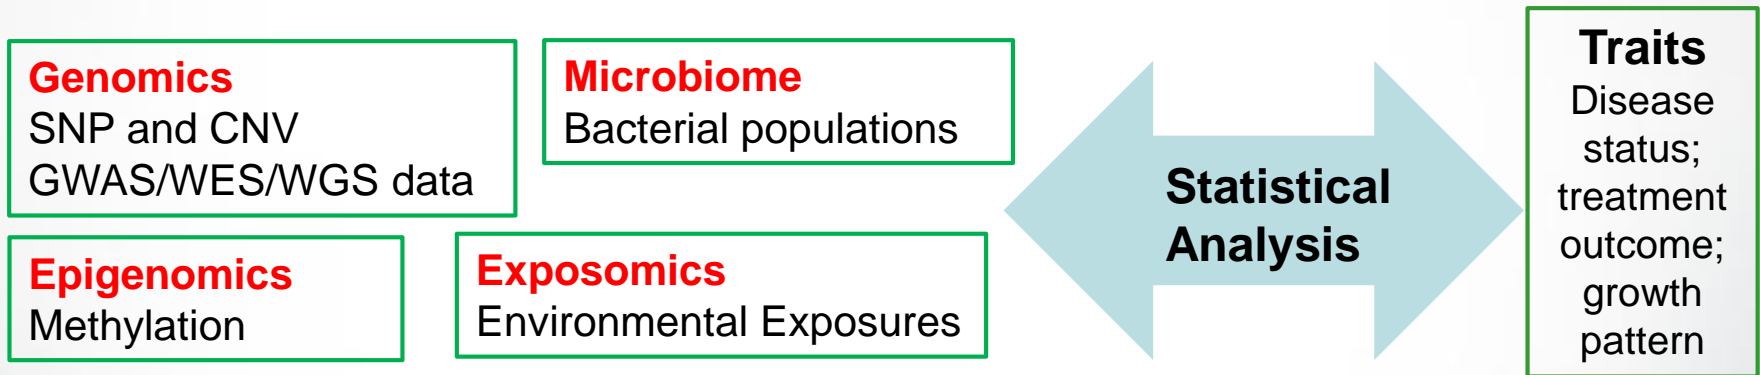 Genomics
SNP and CNV
GWAS/WES/WGS data
Microbiome
Bacterial populations
Epigenomics
Methylation
Exposomics
Environmental Exposures
Statistical
Analysis
Traits
Disease
status;
treatment
outcome;
growth
pattern